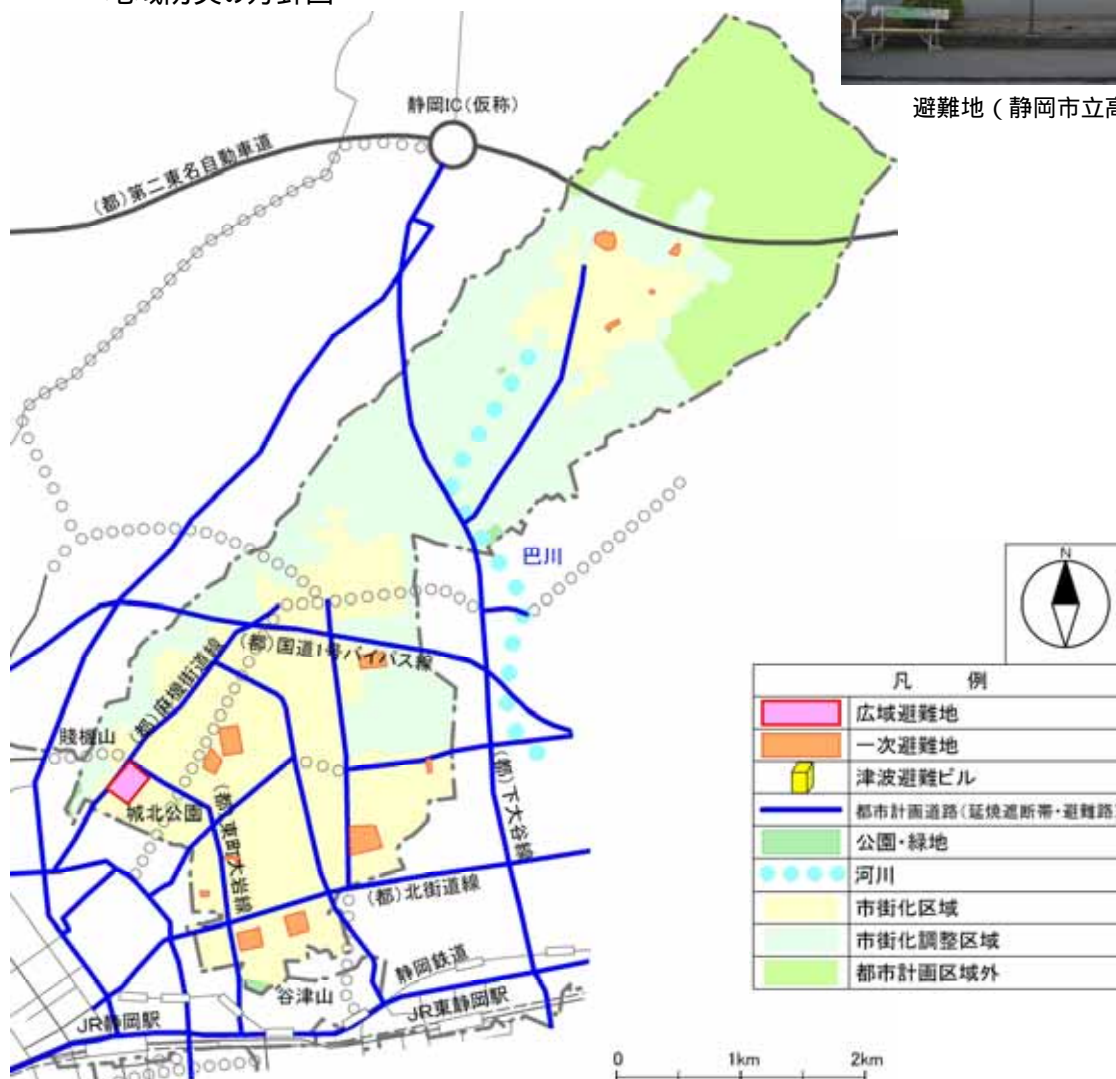 静岡IC(仮称)
避難地 ( 静岡市立高
(都)第二東名自動車道
巴川
N
(都)国道1号バイパス線
(都)麻機街道線
賤機山
城北公園
(都)東町大岩線
(都)下大谷線
(都)北街道線
静岡鉄道
谷津山
JR東静岡駅
JR静岡駅
凡 例
広域避難地
一次避難地
津波避難ビル
都市計画道路(延焼遮断帯・避難路
公園・緑地
河川
市街化区域
市街化調整区域
都市計画区域外
0 1km 2km